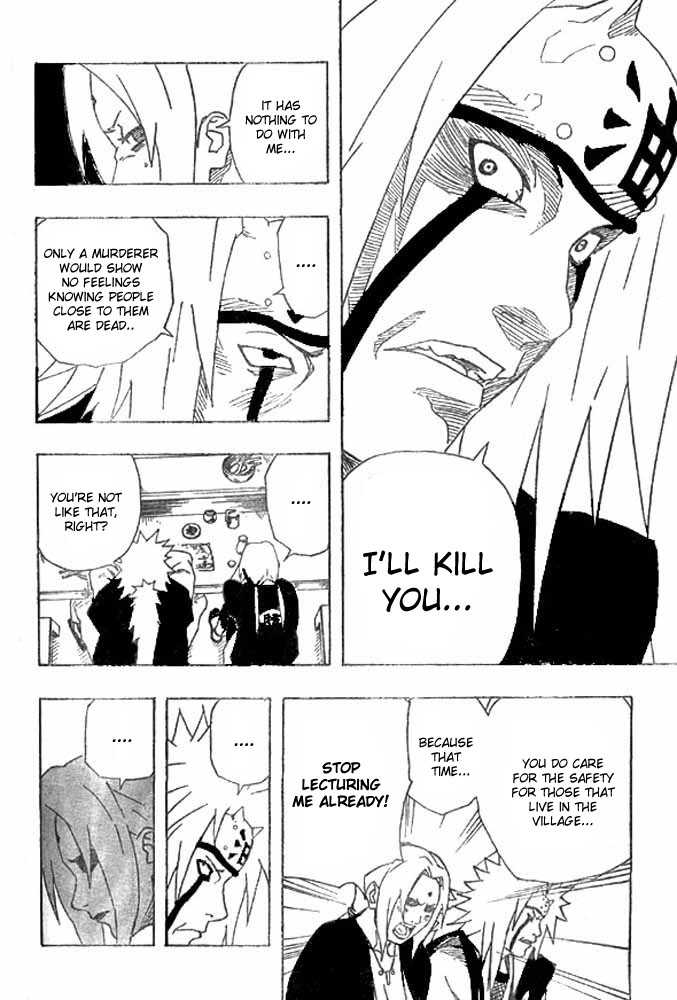 I'LL KILL
YOU...
IT HAS
NOTHING TO
DO WITH
ME...
....
ONLY A
MURDERER
WOULD SHOW
NO FEELINGS
KNOWING PEOPLE
CLOSE TO THEM
ARE DEAD..
....
YOU'RE NOT
LIKE THAT,
RIGHT?
YOU DO CARE
FOR THE SAFETY
FOR THOSE THAT
LIVE IN THE
VILLAGE...
BECAUSE
THAT
TIME...
STOP
LECTURING
ME ALREADY!
....
....